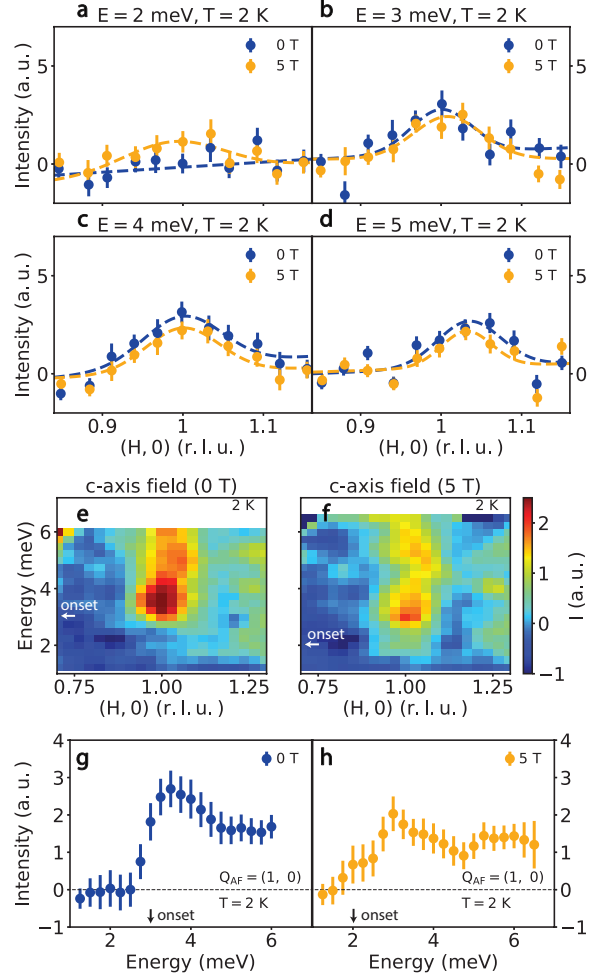 a E = 2 meV, T = 2 K
b E = 3 meV, T = 2 K
Intensity (a. u.)
5
0
0 T
5 T
0 T
5 T
5
0
c E = 4 meV, T = 2 K
d E = 5 meV, T = 2 K
Intensity (a. u.)
5
0
0 T
5 T
0 T
5 T
5
0
0.9 1 1.1
0.9 1 1.1
(H, 0) (r. l. u.)
(H, 0) (r. l. u.)
c-axis field (0 T)
c-axis field (5 T)
e 2 K
f 2 K
Energy (meV)
6
4
2
onset
onset
0.75 1.00 1.25
0.75 1.00 1.25
(H, 0) (r. l. u.)
(H, 0) (r. l. u.)
2
1
0
−1
I (a. u.)
g 0 T
h 5 T
Intensity (a. u.)
4
3
2
1
0
−1
4
3
2
1
0
−1
Q_AF = (1, 0)
T = 2 K
onset
Q_AF = (1, 0)
T = 2 K
onset
2 4 6
2 4 6
Energy (meV)
Energy (meV)